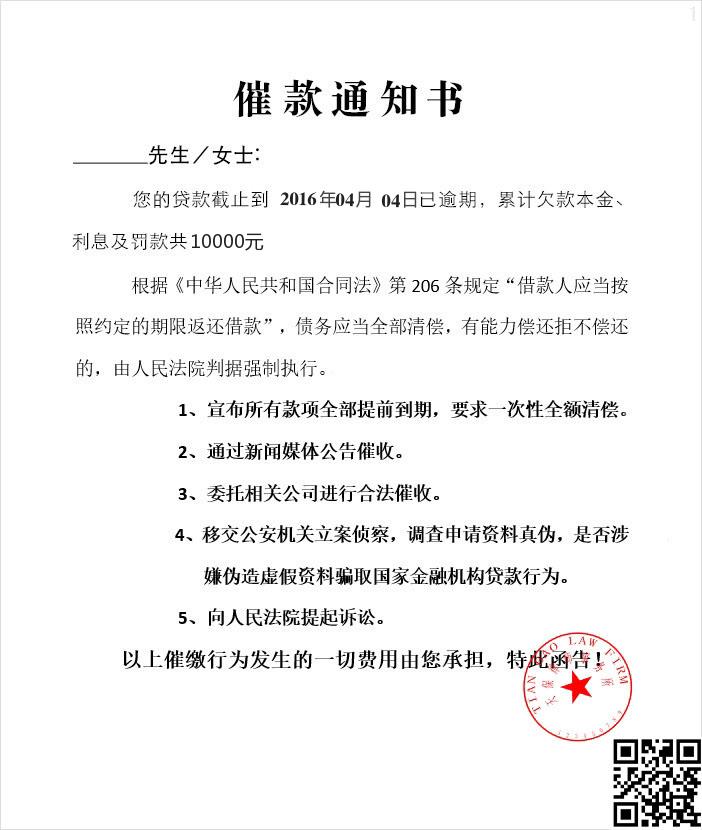 1
催款通知书
______先生／女士：
您的贷款截止到 2016年04月 04日已逾期，累计欠款本金、
利息及罚款共10000元
根据《中华人民共和国合同法》第 206 条规定“借款人应当按
照约定的期限返还借款”，债务应当全部清偿，有能力偿还拒不偿还
的，由人民法院判据强制执行。
1、宣布所有款项全部提前到期，要求一次性全额清偿。
2、通过新闻媒体公告催收。
3、委托相关公司进行合法催收。
4、移交公安机关立案侦察，调查申请资料真伪，是否涉
嫌伪造虚假资料骗取国家金融机构贷款行为。
5、向人民法院提起诉讼。
以上催缴行为发生的一切费用由您承担，特此函告！
TIAN BAO LAW FIRM
天保律师事务所
123456789